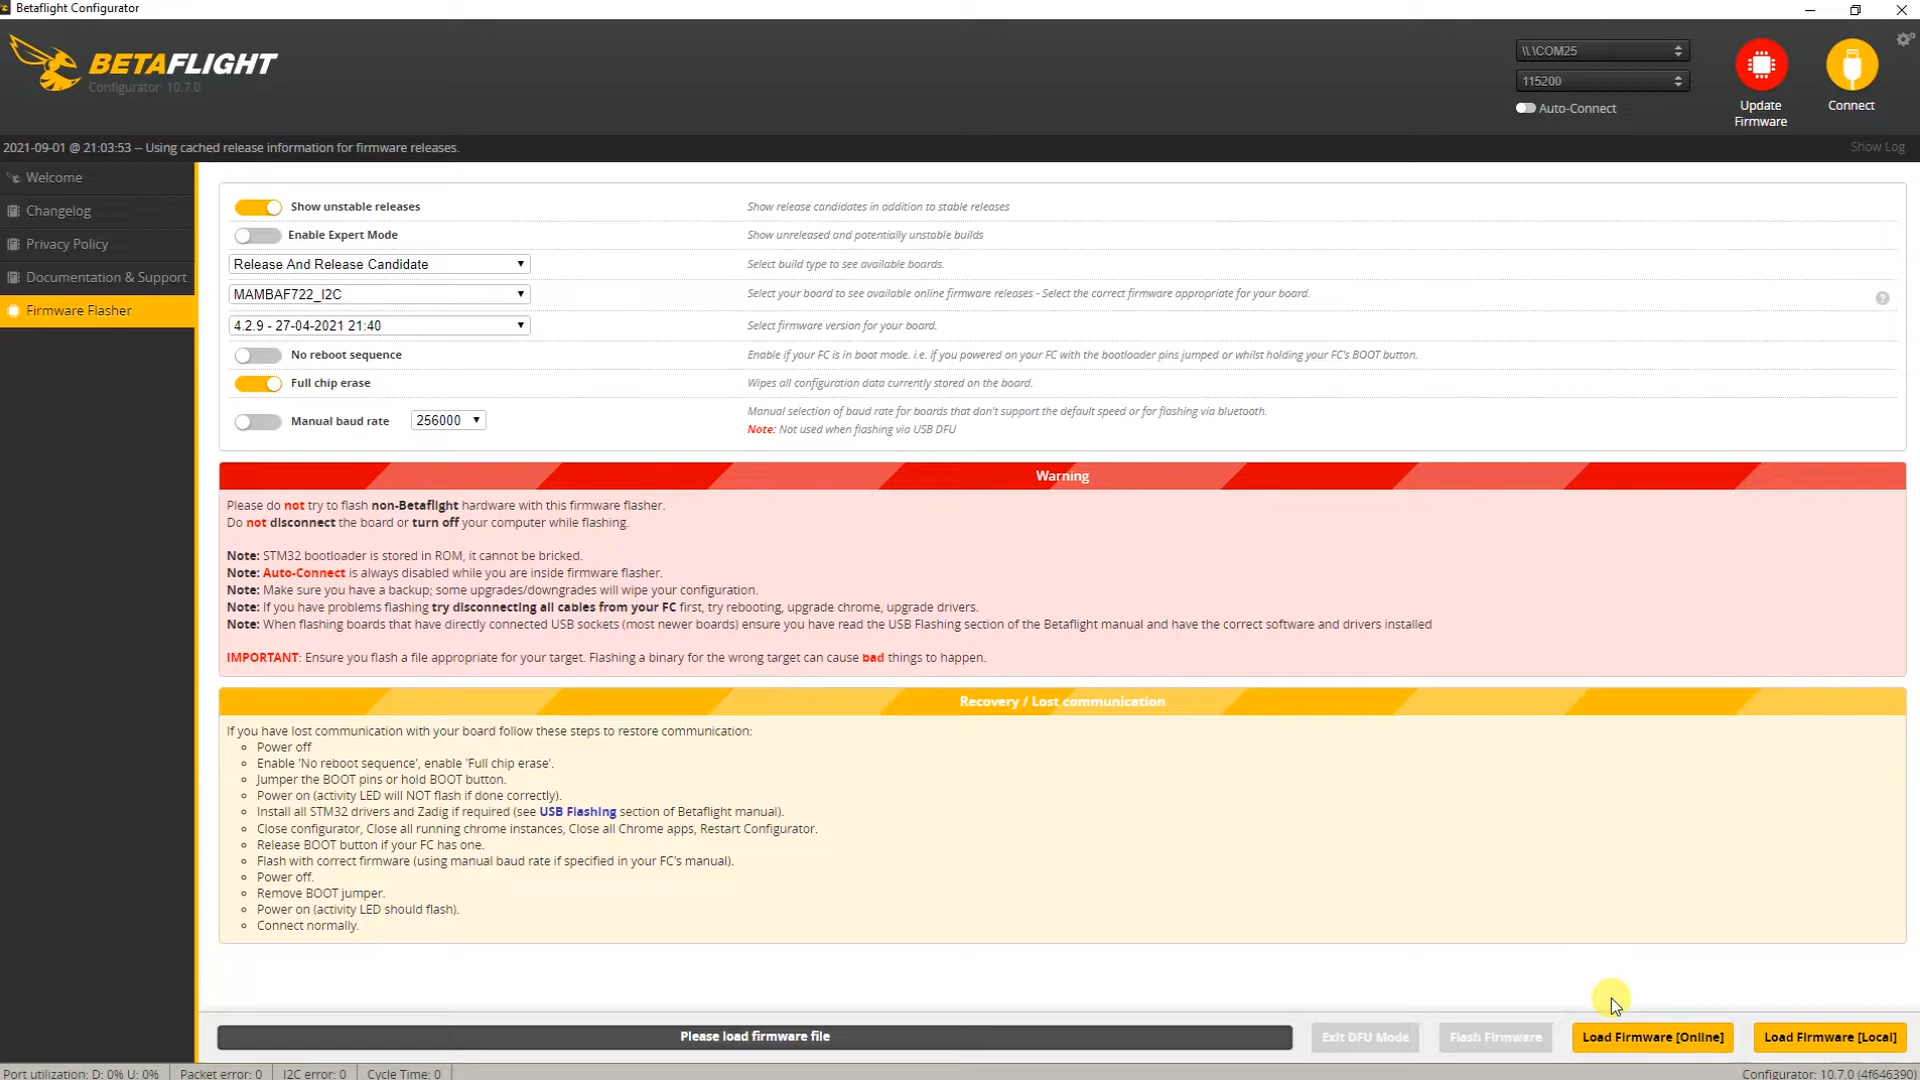 Betaflight Configurator
BETAFLIGHT
Configurator: 10.7.0
\\.\COM25
115200
Auto-Connect
Update
Firmware
Connect
2021-09-01 @ 21:03:53 -- Using cached release information for firmware releases.
Show Log
Welcome
Changelog
Privacy Policy
Documentation & Support
Firmware Flasher
Show unstable releases
Show release candidates in addition to stable releases
Enable Expert Mode
Show unreleased and potentially unstable builds
Release And Release Candidate
Select build type to see available boards.
MAMBAF722_I2C
Select your board to see available online firmware releases - Select the correct firmware appropriate for your board.
?
4.2.9 - 27-04-2021 21:40
Select firmware version for your board.
No reboot sequence
Enable if your FC is in boot mode. i.e. if you powered on your FC with the bootloader pins jumped or whilst holding your FC's BOOT button.
Full chip erase
Wipes all configuration data currently stored on the board.
Manual baud rate
256000
Manual selection of baud rate for boards that don't support the default speed or for flashing via bluetooth.
Note: Not used when flashing via USB DFU
Warning
Please do not try to flash non-Betaflight hardware with this firmware flasher.
Do not disconnect the board or turn off your computer while flashing.
Note: STM32 bootloader is stored in ROM, it cannot be bricked.
Note: Auto-Connect is always disabled while you are inside firmware flasher.
Note: Make sure you have a backup; some upgrades/downgrades will wipe your configuration.
Note: If you have problems flashing try disconnecting all cables from your FC first, try rebooting, upgrade chrome, upgrade drivers.
Note: When flashing boards that have directly connected USB sockets (most newer boards) ensure you have read the USB Flashing section of the Betaflight manual and have the correct software and drivers installed
IMPORTANT: Ensure you flash a file appropriate for your target. Flashing a binary for the wrong target can cause bad things to happen.
Recovery / Lost communication
If you have lost communication with your board follow these steps to restore communication:
Power off
Enable 'No reboot sequence', enable 'Full chip erase'.
Jumper the BOOT pins or hold BOOT button.
Power on (activity LED will NOT flash if done correctly).
Install all STM32 drivers and Zadig if required (see USB Flashing section of Betaflight manual).
Close configurator, Close all running chrome instances, Close all Chrome apps, Restart Configurator.
Release BOOT button if your FC has one.
Flash with correct firmware (using manual baud rate if specified in your FC's manual).
Power off.
Remove BOOT jumper.
Power on (activity LED should flash).
Connect normally.
Please load firmware file
Exit DFU Mode
Flash Firmware
Load Firmware [Online]
Load Firmware [Local]
Port utilization: D: 0% U: 0%
Packet error: 0
I2C error: 0
Cycle Time: 0
Configurator: 10.7.0 (4f646390)